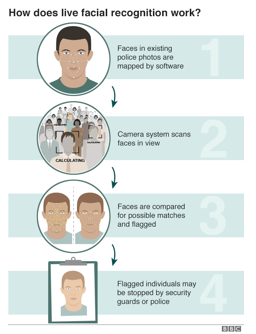 How does live facial recognition work?
Faces in existing
police photos are
mapped by software
1
Camera system scans
faces in view
2
CALCULATING
Faces are compared
for possible matches
and flagged
3
Flagged individuals may
be stopped by security
guards or police
4
BBC